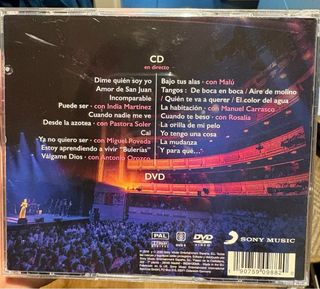 CD
en directo
Dime quién soy yo
Amor de San Juan
Incomparable
Puede ser - con India Martínez
Cuando nadie me ve
Desde la azotea - con Pastora Soler
Cai
Ya no quiero ser - con Miguel Poveda
Estoy aprendiendo a vivir "Bulerías"
Válgame Dios - con Antonio Orozco
Bajo tus alas - con Malú
Tangos: De boca en boca / Aire de molino
/ Quién te va a querer / El color del agua
La habitación - con Manuel Carrasco
Cuando te beso - con Rosalía
La orilla de mi pelo
Yo tengo una cosa
La mudanza
Y para qué...
DVD
PAL
DVD
VIDEO
SONY MUSIC